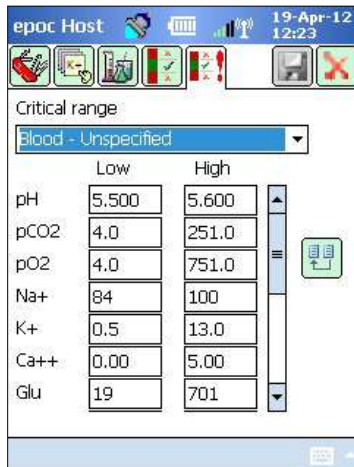 epoc Host 19-Apr-12
12:23
Critical range
Blood - Unspecified
Low High
pH 5.500 5.600
pCO2 4.0 251.0
pO2 4.0 751.0
Na+ 84 100
K+ 0.5 13.0
Ca++ 0.00 5.00
Glu 19 701